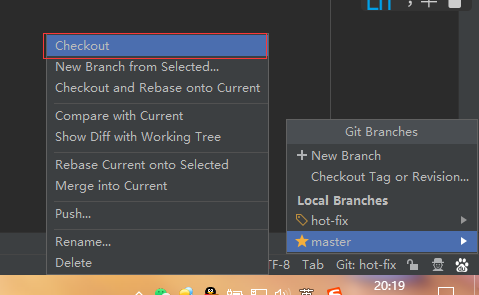 Checkout
New Branch from Selected...
Checkout and Rebase onto Current
Compare with Current
Show Diff with Working Tree
Rebase Current onto Selected
Merge into Current
Push...
Rename...
Delete
Git Branches
New Branch
Checkout Tag or Revision...
Local Branches
hot-fix
master
TF-8 Tab Git: hot-fix
英
20:19